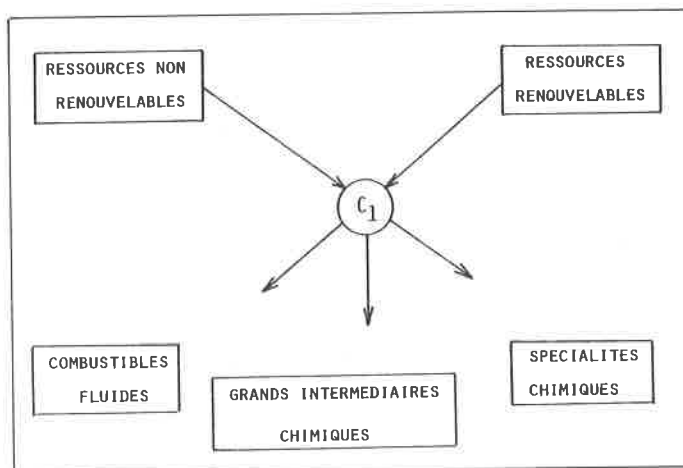 RESSOURCES NON
RENOUVELABLES
RESSOURCES
RENOUVELABLES
C1
COMBUSTIBLES
FLUIDES
GRANDS INTERMEDIAIRES
CHIMIQUES
SPECIALITES
CHIMIQUES